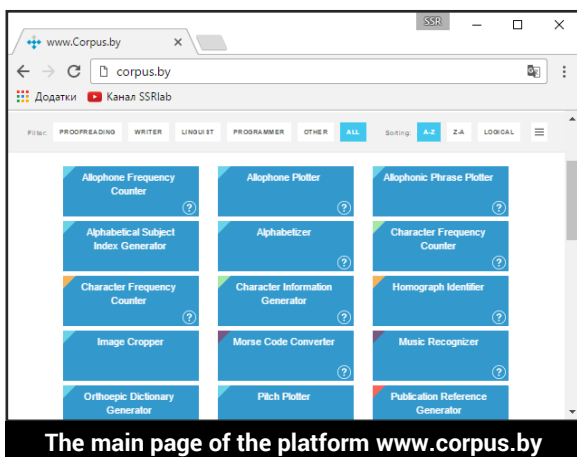 SSR
www.Corpus.by
corpus.by
Додатки Канал SSRlab
Filter: PROOFREADING WRITER LINGUIST PROGRAMMER OTHER ALL Sorting: A-Z Z-A LOGICAL
Allophone Frequency
Counter
?
Allophone Plotter
?
Allophonic Phrase Plotter
?
Alphabetical Subject
Index Generator
Alphabetizer
?
Character Frequency
Counter
?
Character Frequency
Counter
?
Character Information
Generator
?
Homograph Identifier
?
Image Cropper
Morse Code Converter
?
Music Recognizer
?
Orthoepic Dictionary
Generator
Pitch Plotter
Publication Reference
Generator
The main page of the platform www.corpus.by